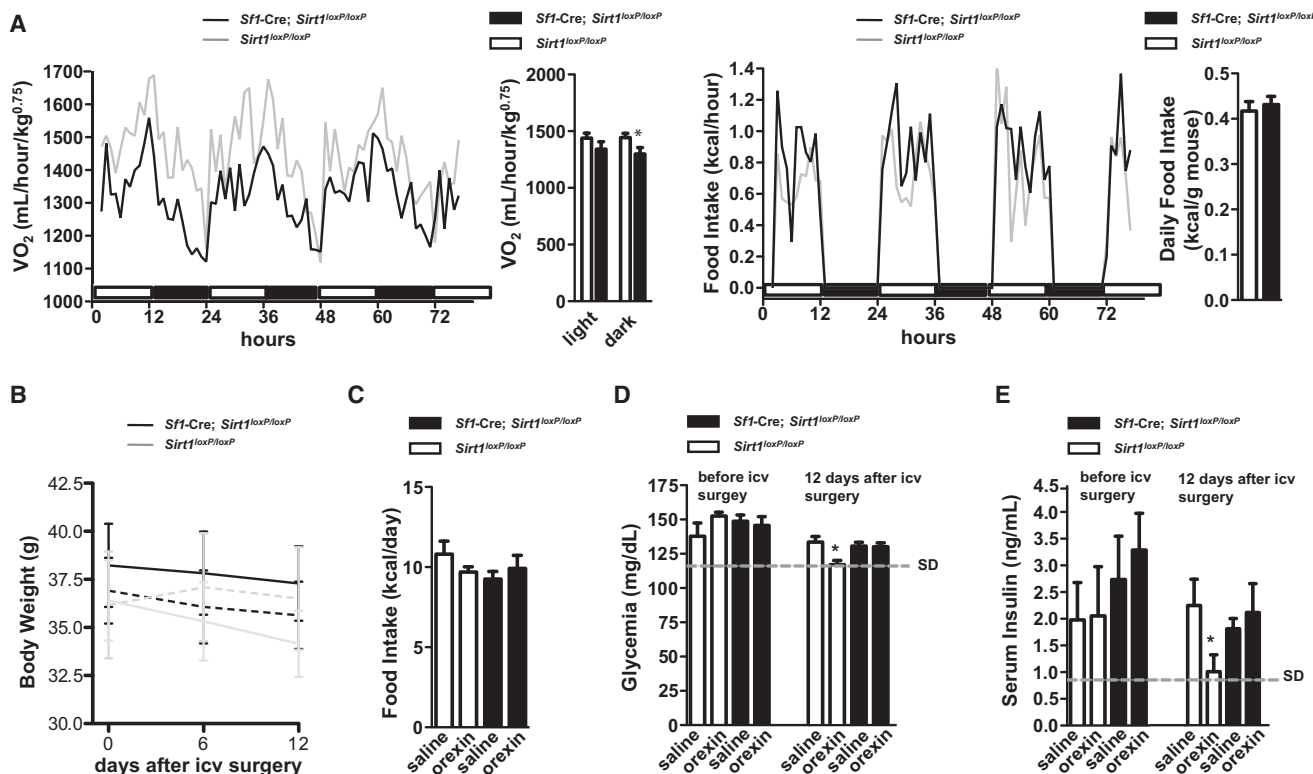 A
Sf1-Cre; Sirt1loxP/loxP
Sirt1loxP/loxP
Sf1-Cre; Sirt1loxP/loxP
Sirt1loxP/loxP
VO2 (mL/hour/kg0.75)
1700
1600
1500
1400
1300
1200
1100
1000
0 12 24 36 48 60 72
hours
VO2 (mL/hour/kg0.75)
2000
1500
1000
500
0
*
light
dark
Sf1-Cre; Sirt1loxP/loxP
Sirt1loxP/loxP
Sf1-Cre; Sirt1loxP/loxP
Sirt1loxP/loxP
Food Intake (kcal/hour)
1.4
1.2
1.0
0.8
0.6
0.4
0.2
0.0
0 12 24 36 48 60 72
hours
Daily Food Intake
(kcal/g mouse)
0.5
0.4
0.3
0.2
0.1
0.0
B
Sf1-Cre; Sirt1loxP/loxP
Sirt1loxP/loxP
Body Weight (g)
42.5
40.0
37.5
35.0
32.5
30.0
0 6 12
days after icv surgery
C
Sf1-Cre; Sirt1loxP/loxP
Sirt1loxP/loxP
Food Intake (kcal/day)
15
10
5
0
saline
orexin
saline
orexin
D
Sf1-Cre; Sirt1loxP/loxP
Sirt1loxP/loxP
before icv
surgey
12 days after icv
surgery
Glycemia (mg/dL)
175
150
125
100
75
50
25
0
*
SD
saline
orexin
saline
orexin
saline
orexin
saline
orexin
E
Sf1-Cre; Sirt1loxP/loxP
Sirt1loxP/loxP
before icv
surgery
12 days after icv
surgery
Serum Insulin (ng/mL)
4.5
4.0
3.5
3.0
2.5
2.0
1.5
1.0
0.5
0.0
*
SD
saline
orexin
saline
orexin
saline
orexin
saline
orexin